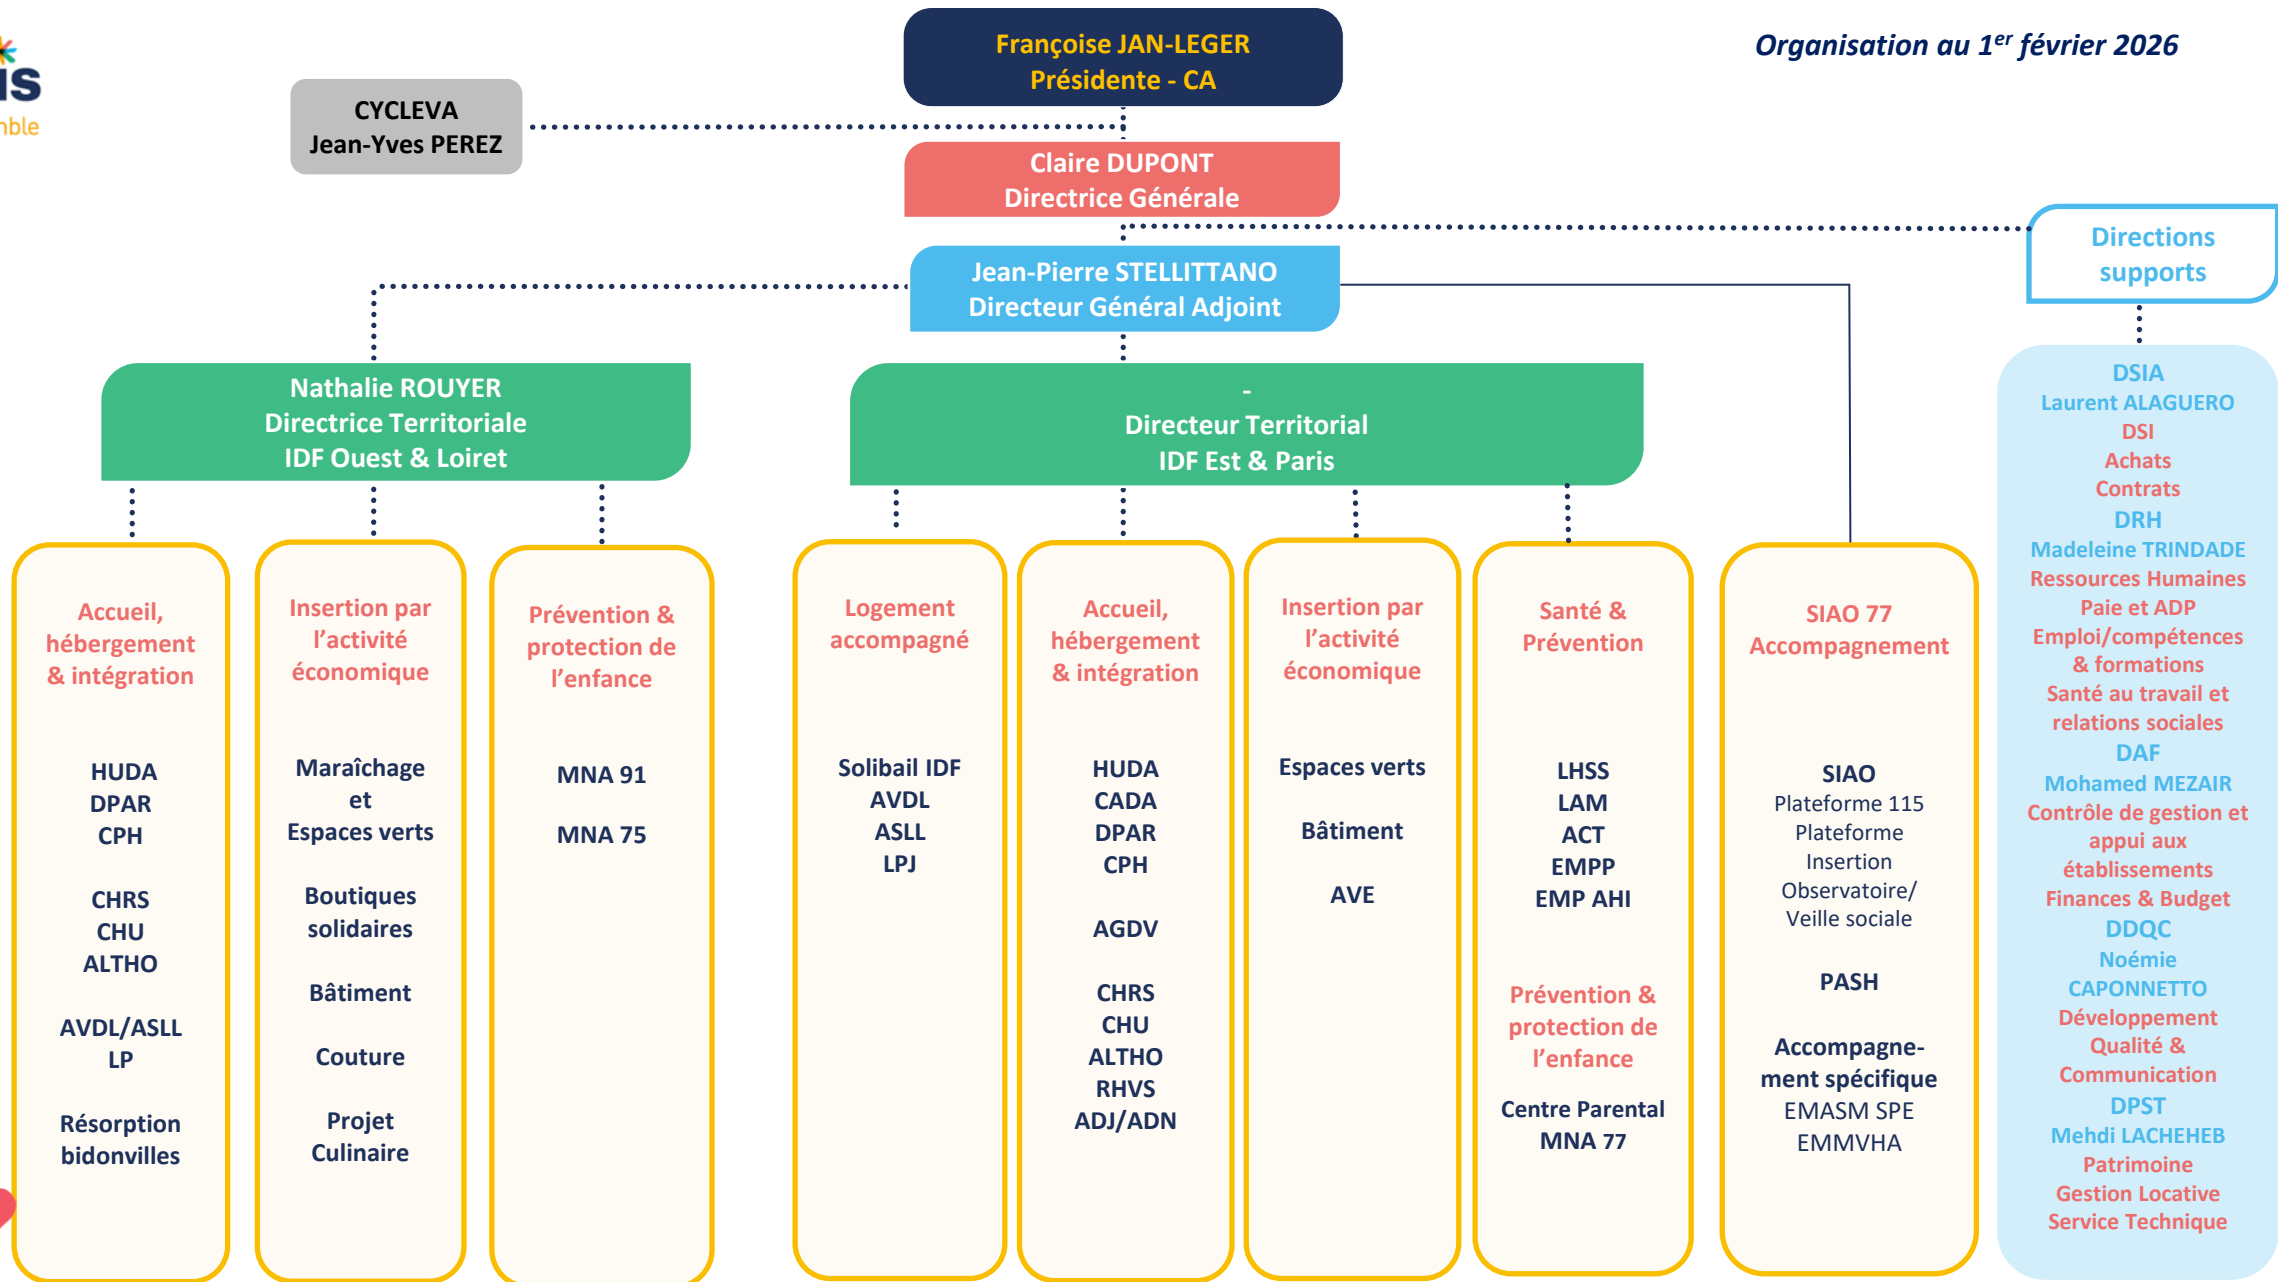 Organisation au 1er février 2026
Françoise JAN-LEGER
Présidente - CA
CYCLEVA
Jean-Yves PEREZ
Claire DUPONT
Directrice Générale
Jean-Pierre STELLITTANO
Directeur Général Adjoint
Directions
supports
Nathalie ROUYER
Directrice Territoriale
IDF Ouest & Loiret
-
Directeur Territorial
IDF Est & Paris
Accueil,
hébergement
& intégration
HUDA
DPAR
CPH
CHRS
CHU
ALTHO
AVDL/ASLL
LP
Résorption
bidonvilles
Insertion par
l’activité
économique
Maraîchage
et
Espaces verts
Boutiques
solidaires
Bâtiment
Couture
Projet
Culinaire
Prévention &
protection de
l’enfance
MNA 91
MNA 75
Logement
accompagné
Solibail IDF
AVDL
ASLL
LPJ
Accueil,
hébergement
& intégration
HUDA
CADA
DPAR
CPH
AGDV
CHRS
CHU
ALTHO
RHVS
ADJ/ADN
Insertion par
l’activité
économique
Espaces verts
Bâtiment
AVE
Santé &
Prévention
LHSS
LAM
ACT
EMPP
EMP AHI
Prévention &
protection de
l’enfance
Centre Parental
MNA 77
SIAO 77
Accompagnement
SIAO
Plateforme 115
Plateforme
Insertion
Observatoire/
Veille sociale
PASH
Accompagne-
ment spécifique
EMASM SPE
EMMVHA
DSIA
Laurent ALAGUERO
DSI
Achats
Contrats
DRH
Madeleine TRINDADE
Ressources Humaines
Paie et ADP
Emploi/compétences
& formations
Santé au travail et
relations sociales
DAF
Mohamed MEZAIR
Contrôle de gestion et
appui aux
établissements
Finances & Budget
DDQC
Noémie
CAPONNETTO
Développement
Qualité &
Communication
DPST
Mehdi LACHEHEB
Patrimoine
Gestion Locative
Service Technique